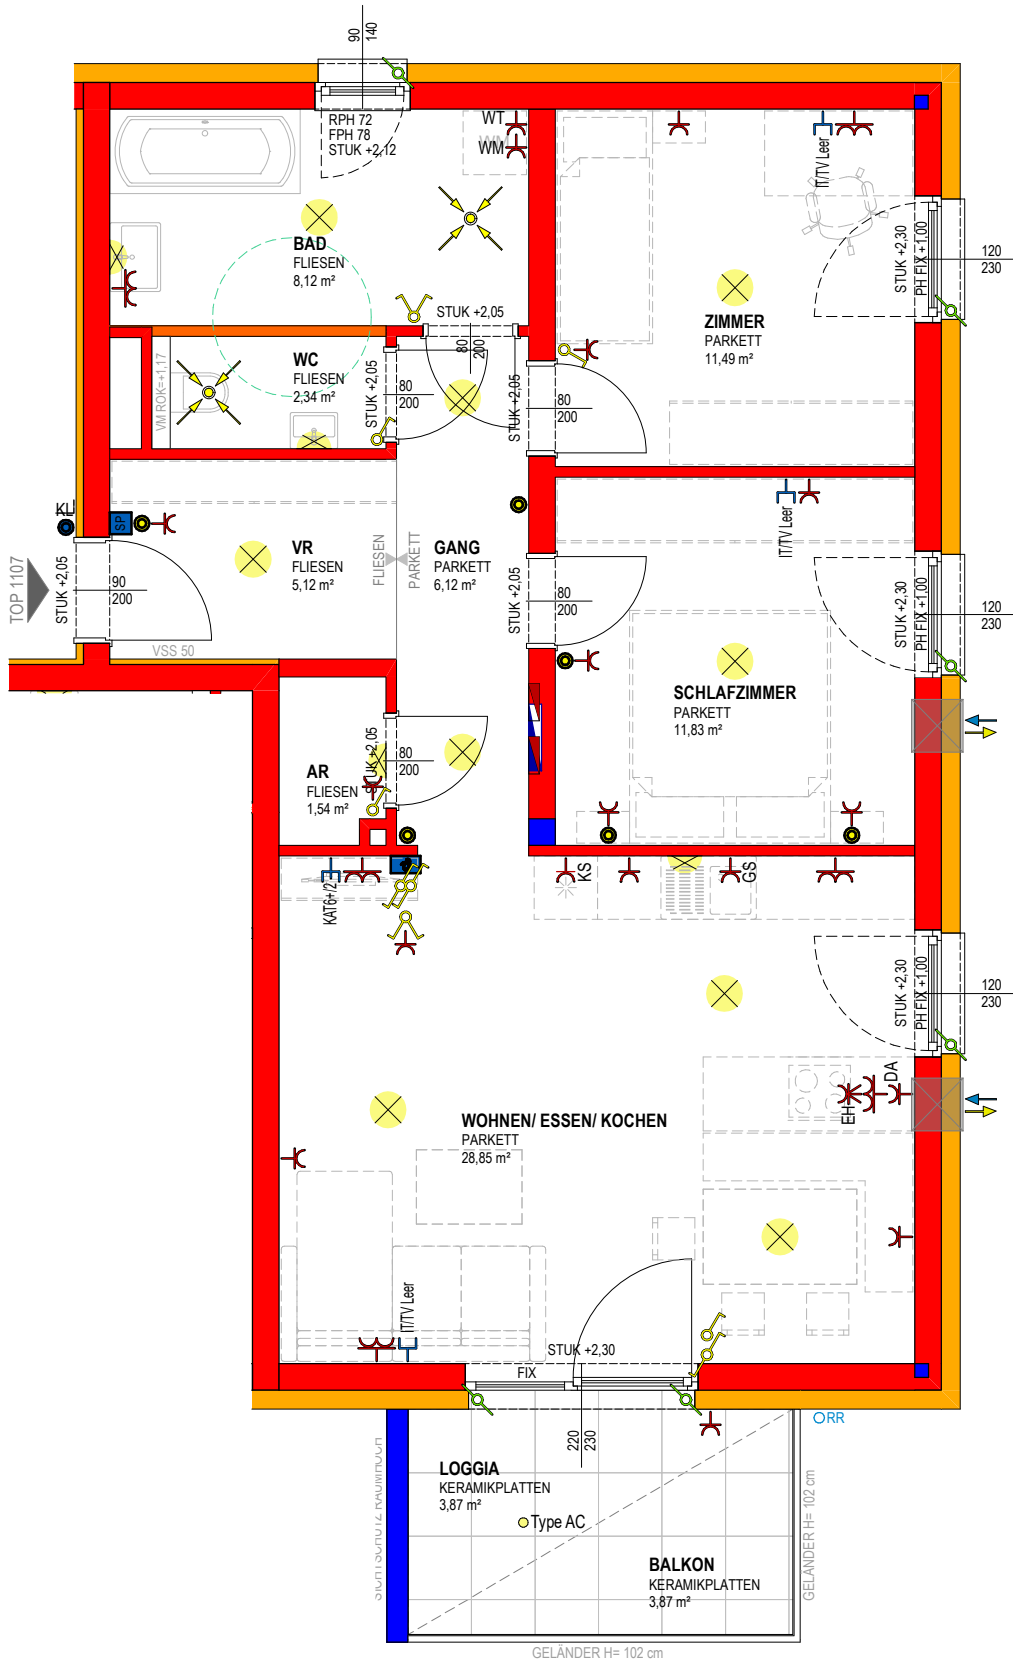 90
140
RPH 72
FPH 78
STUK +2,12
WT
WM
WM
IT/TV Leer
BAD
FLIESEN
8,12 m²
STUK +2,05
80
200
ZIMMER
PARKETT
11,49 m²
STUK +2,30
PH FIX +1,00
120
230
VM ROK=+1,17
WC
FLIESEN
2,34 m²
STUK +2,05
80
200
STUK +2,05
80
200
KL
SP
TOP 1107
STUK +2,05
90
200
VR
FLIESEN
5,12 m²
FLIESEN
PARKETT
GANG
PARKETT
6,12 m²
STUK +2,05
80
200
IT/TV Leer
STUK +2,30
PH FIX +1,00
120
230
VSS 50
SCHLAFZIMMER
PARKETT
11,83 m²
AR
FLIESEN
1,54 m²
STUK +2,05
80
200
KAT6+/2
KS
GS
STUK +2,30
PH FIX +1,00
120
230
DA
EH
WOHNEN/ ESSEN/ KOCHEN
PARKETT
28,85 m²
IT/TV Leer
STUK +2,30
FIX
220
230
RR
SICHTSCHUTZ RAUMHOCH
LOGGIA
KERAMIKPLATTEN
3,87 m²
Type AC
BALKON
KERAMIKPLATTEN
3,87 m²
GELÄNDER H= 102 cm
GELÄNDER H= 102 cm